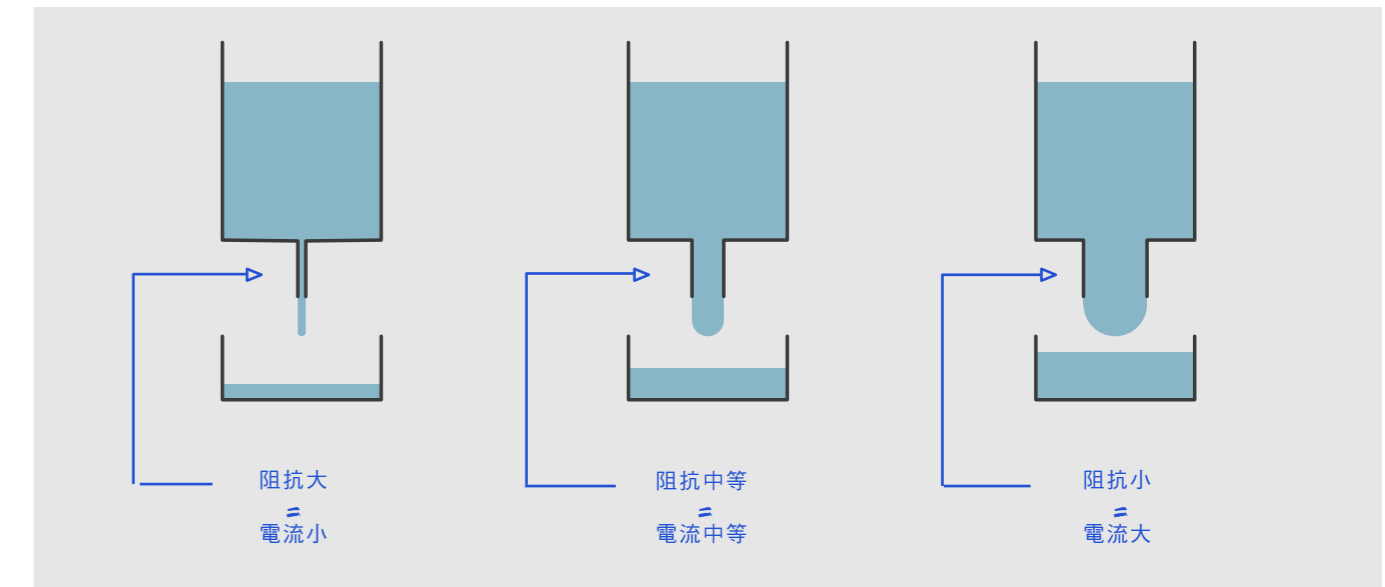 阻抗大
=
電流小
阻抗中等
=
電流中等
阻抗小
=
電流大